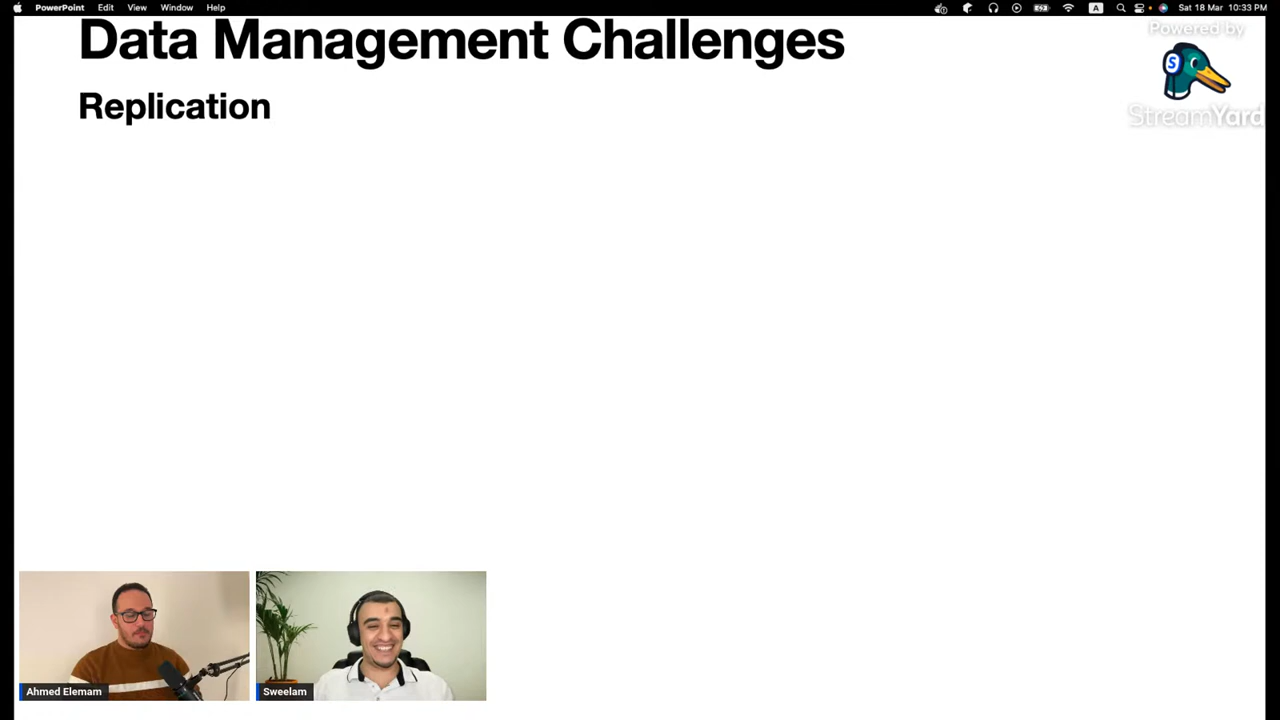 PowerPoint Edit View Window Help
A Sat 18 Mar 10:33 PM
Data Management Challenges
Powered by
S
StreamYard
Replication
Ahmed Elemam
Sweelam